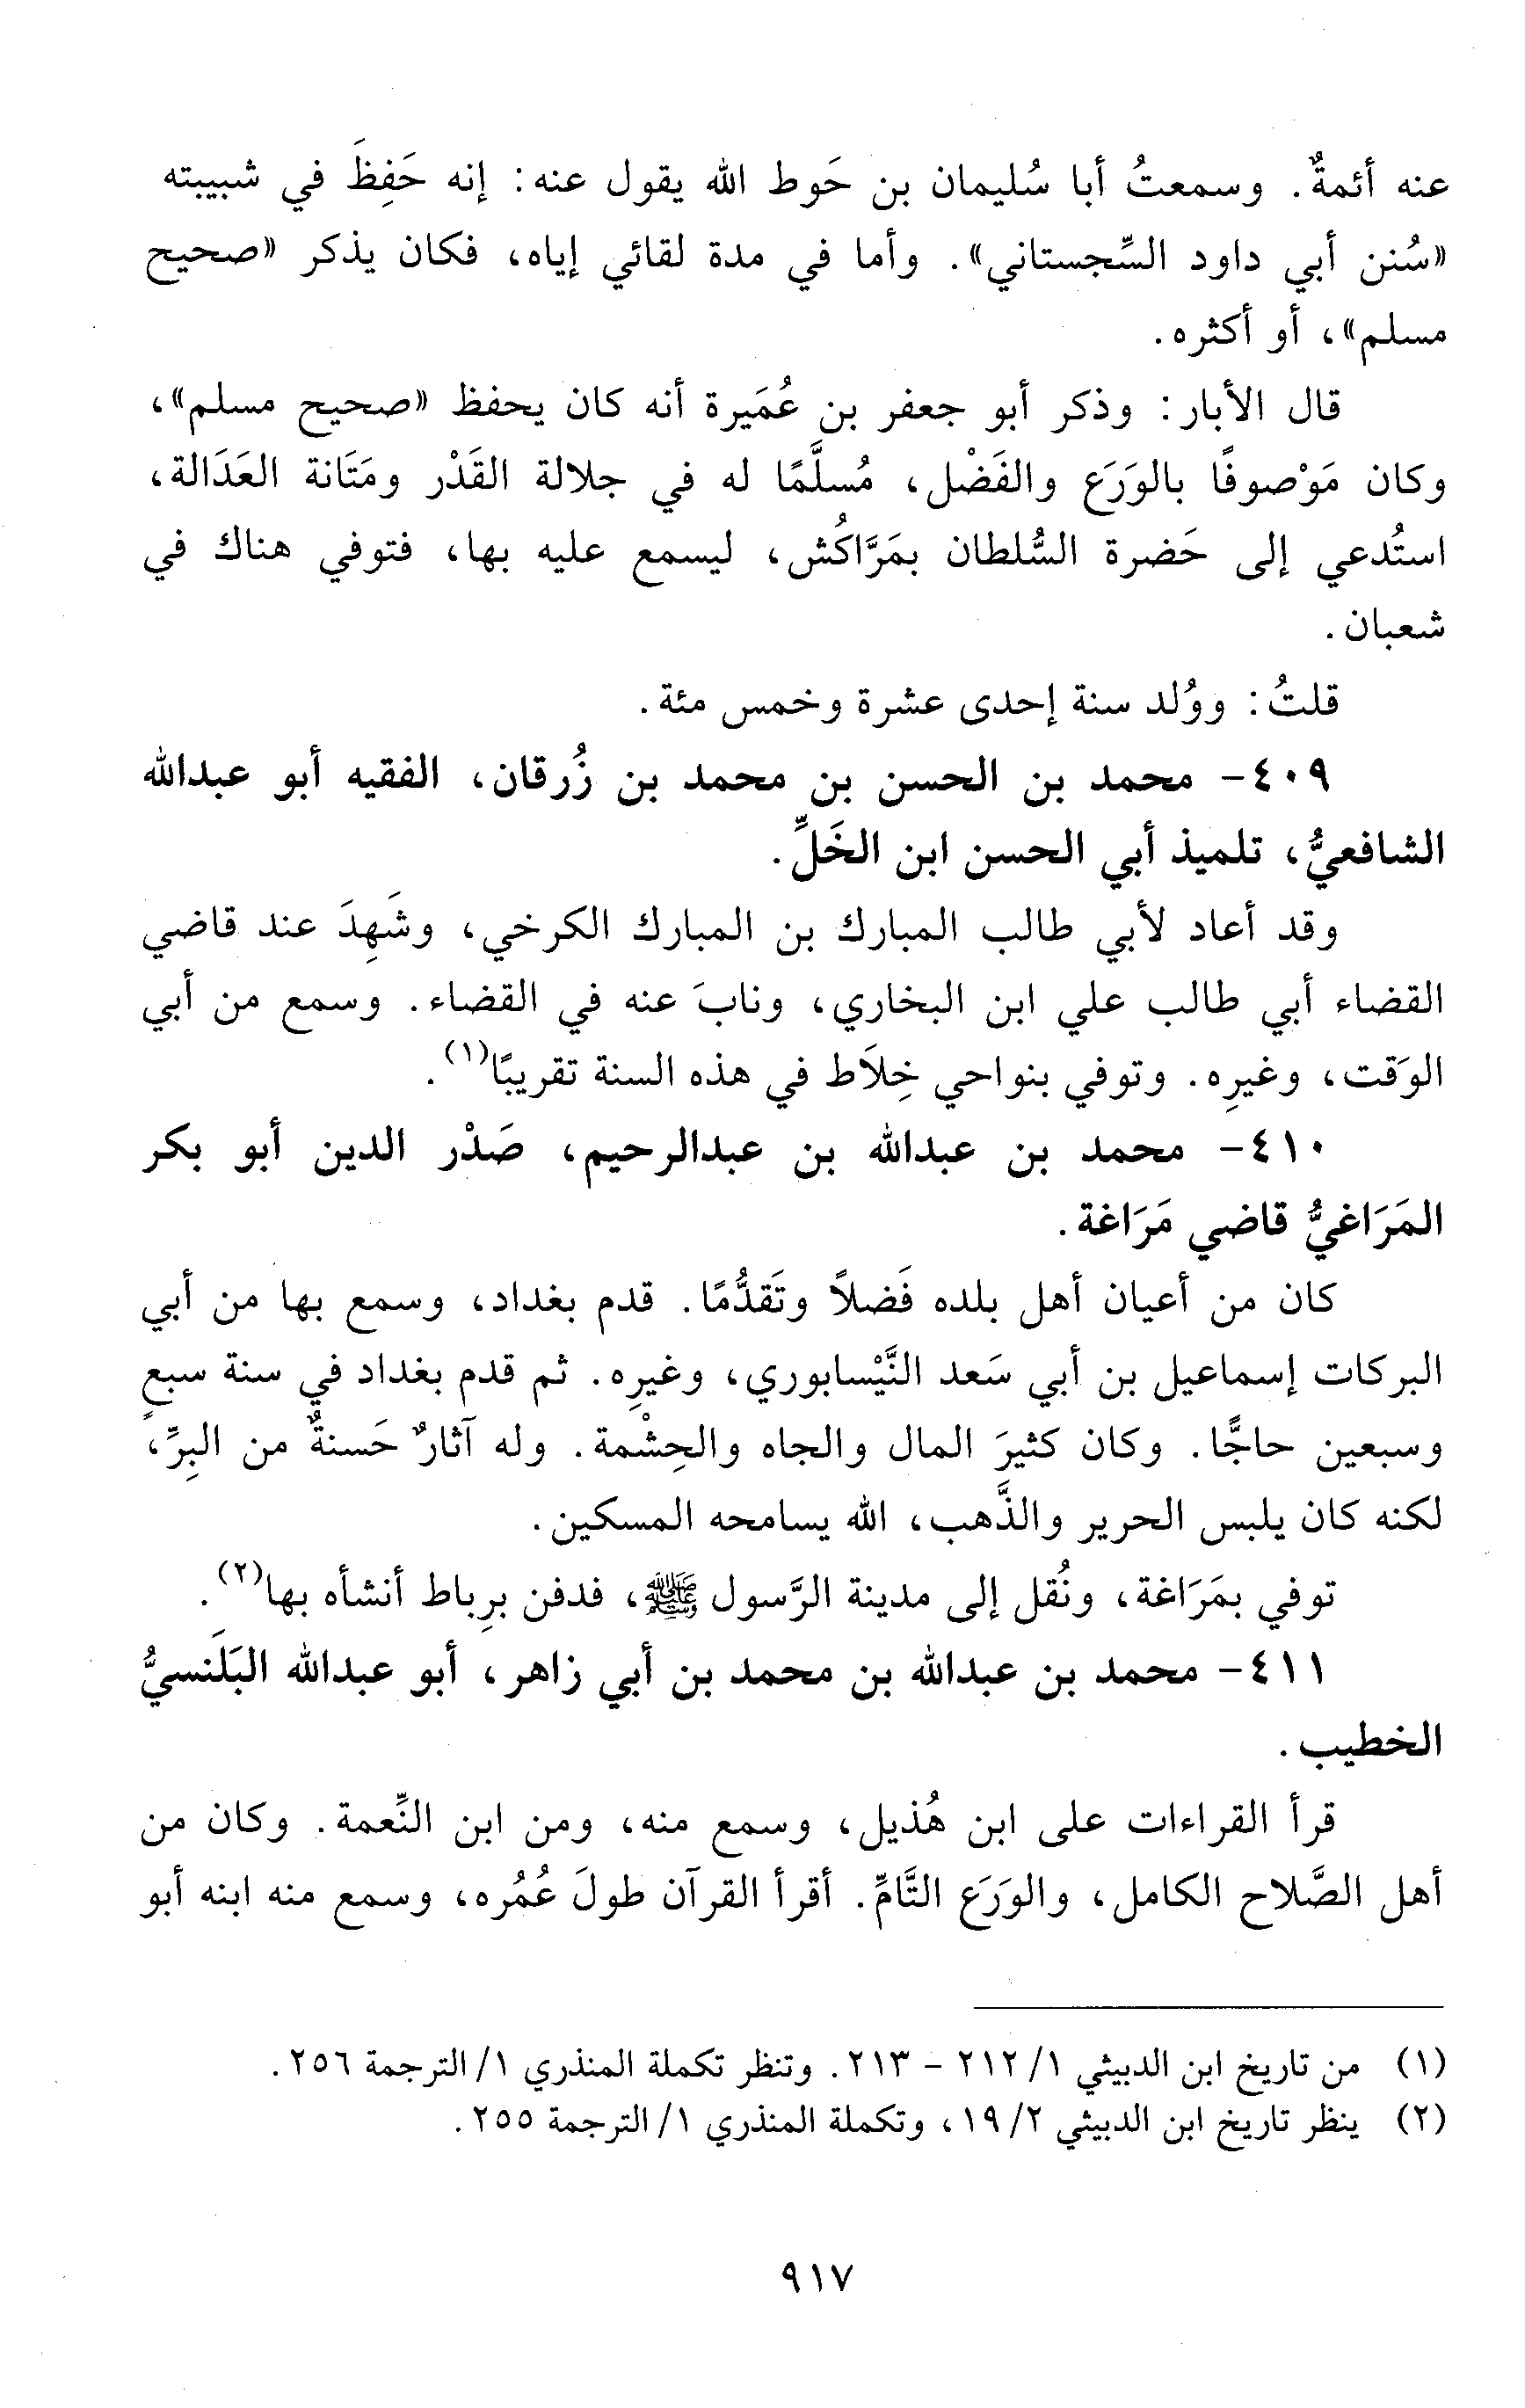 عنه أئمةٌ. وسمعتُ أبا سُليمان بن حَوط الله يقول عنه: إنه حَفِظَ في شبيبته
«سُنن أبي داود السِّجستاني». وأما في مدة لقائي إياه، فكان يذكر «صحيح
مسلم»، أو أكثره.
قال الأبار: وذكر أبو جعفر بن عُمَيرة أنه كان يحفظ «صحيح مسلم»،
وكان مَوْصوفًا بالوَرَع والفَضْل، مُسلَّمًا له في جلالة القَدْر ومَتَانة العَدَالة،
استُدعي إلى حَضرة السُّلطان بمَرَّاكُش، ليسمع عليه بها، فتوفي هناك في
شعبان.
قلتُ: ووُلد سنة إحدى عشرة وخمس مئة.
٤٠٩- محمد بن الحسن بن محمد بن زُرقان، الفقيه أبو عبدالله
الشافعيُّ، تلميذ أبي الحسن ابن الخَلِّ.
وقد أعاد لأبي طالب المبارك بن المبارك الكرخي، وشَهِدَ عند قاضي
القضاء أبي طالب علي ابن البخاري، ونابَ عنه في القضاء. وسمع من أبي
الوَقت، وغيرِه. وتوفي بنواحي خِلاَط في هذه السنة تقريبًا(١).
٤١٠- محمد بن عبدالله بن عبدالرحيم، صَدْر الدين أبو بكر
المَرَاغيُّ قاضي مَرَاغة.
كان من أعيان أهل بلده فَضلاً وتَقدُّمًا. قدم بغداد، وسمع بها من أبي
البركات إسماعيل بن أبي سَعد النَّيْسابوري، وغيرِه. ثم قدم بغداد في سنة سبعٍ
وسبعين حاجًّا. وكان كثيرَ المال والجاه والحِشْمة. وله آثارٌ حَسنةٌ من البِرِّ،
لكنه كان يلبس الحرير والذَّهب، الله يسامحه المسكين.
توفي بمَرَاغة، ونُقل إلى مدينة الرَّسول ﷺ، فدفن برِباط أنشأه بها(٢).
٤١١- محمد بن عبدالله بن محمد بن أبي زاهر، أبو عبدالله البَلَنسيُّ
الخطيب.
قرأ القراءات على ابن هُذيل، وسمع منه، ومن ابن النِّعمة. وكان من
أهل الصَّلاح الكامل، والوَرَع التَّامِّ. أقرأ القرآن طولَ عُمُره، وسمع منه ابنه أبو
(١) من تاريخ ابن الدبيثي ١/ ٢١٢ - ٢١٣. وتنظر تكملة المنذري ١/ الترجمة ٢٥٦.
(٢) ينظر تاريخ ابن الدبيثي ٢/ ١٩، وتكملة المنذري ١/ الترجمة ٢٥٥.
٩١٧